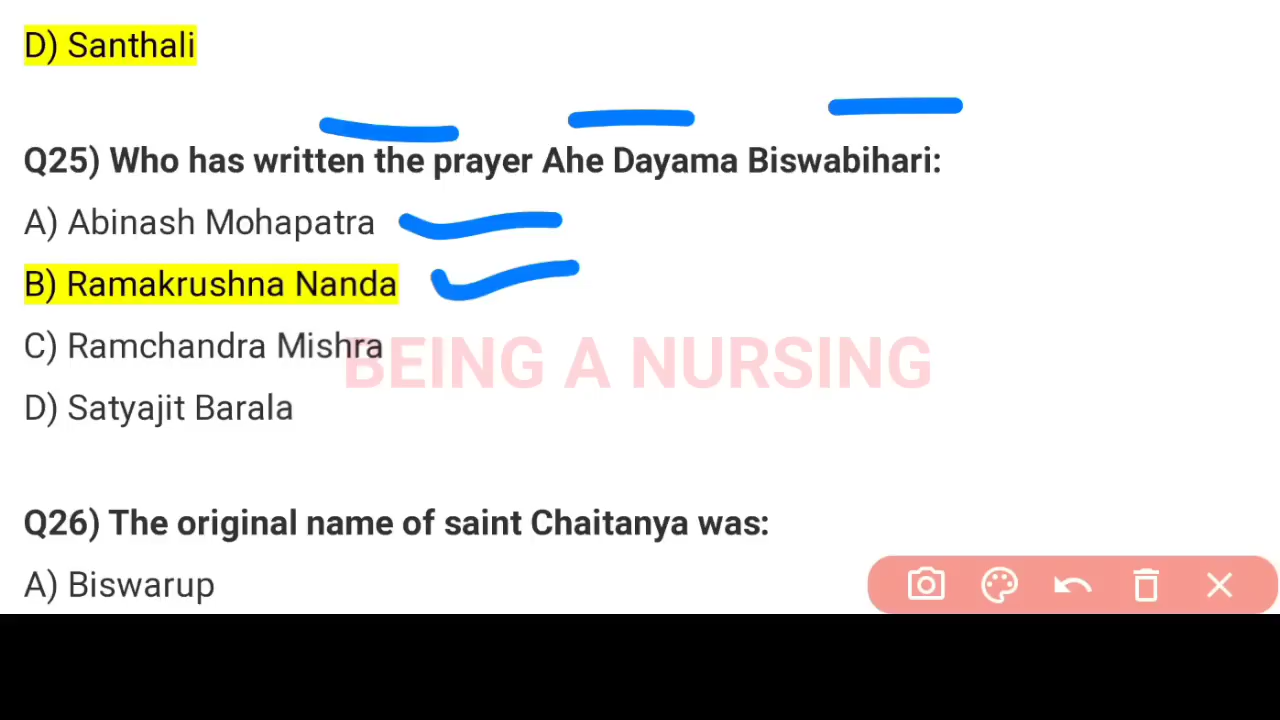 D) Santhali
Q25) Who has written the prayer Ahe Dayama Biswabihari:
A) Abinash Mohapatra
B) Ramakrushna Nanda
C) Ramchandra Mishra
BEING A NURSING
D) Satyajit Barala
Q26) The original name of saint Chaitanya was:
A) Biswarup